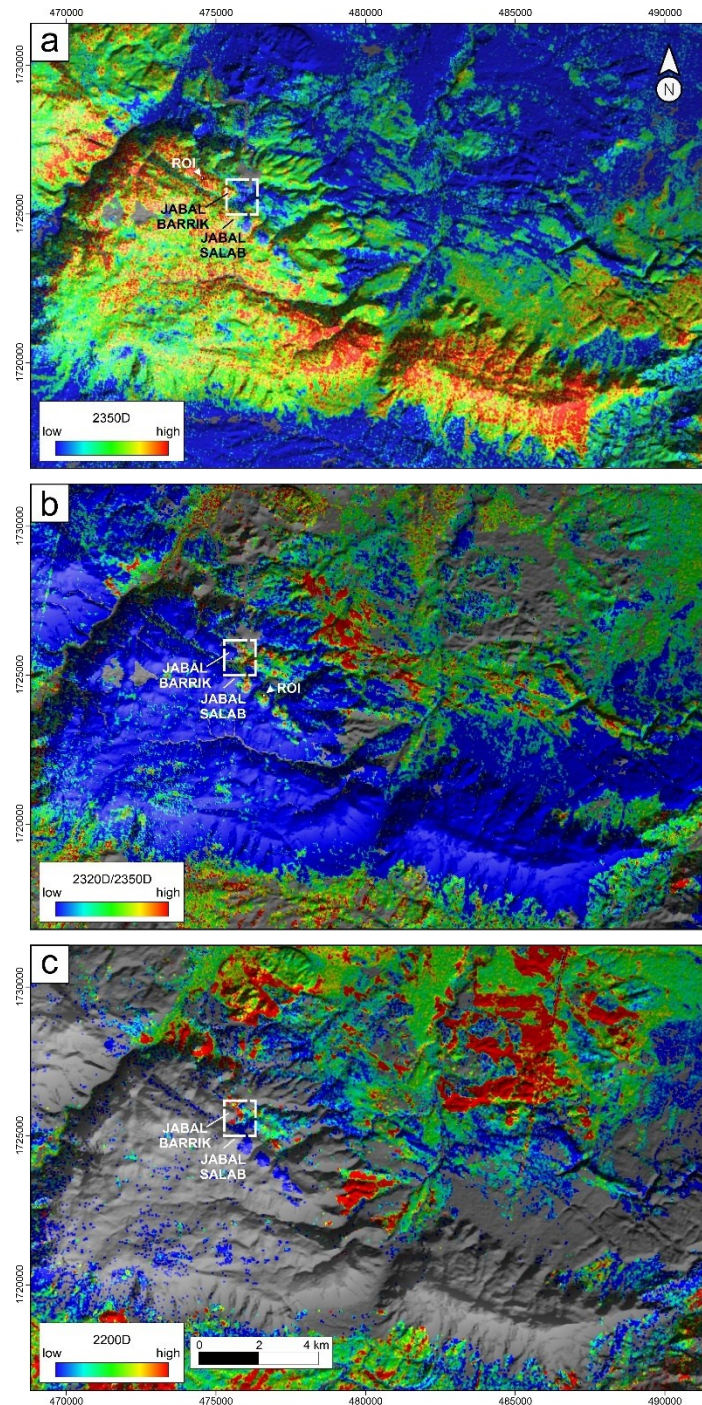 470000 475000 480000 485000 490000
a
1730000
N
ROI
JABAL
BARRIK
1725000
JABAL
SALAB
1720000
2350D
low high
b
1730000
JABAL
BARRIK
1725000
JABAL
SALAB
ROI
1720000
2320D/2350D
low high
c
1730000
JABAL
BARRIK
1725000
JABAL
SALAB
1720000
2200D
low high
0 2 4 km
470000 475000 480000 485000 490000